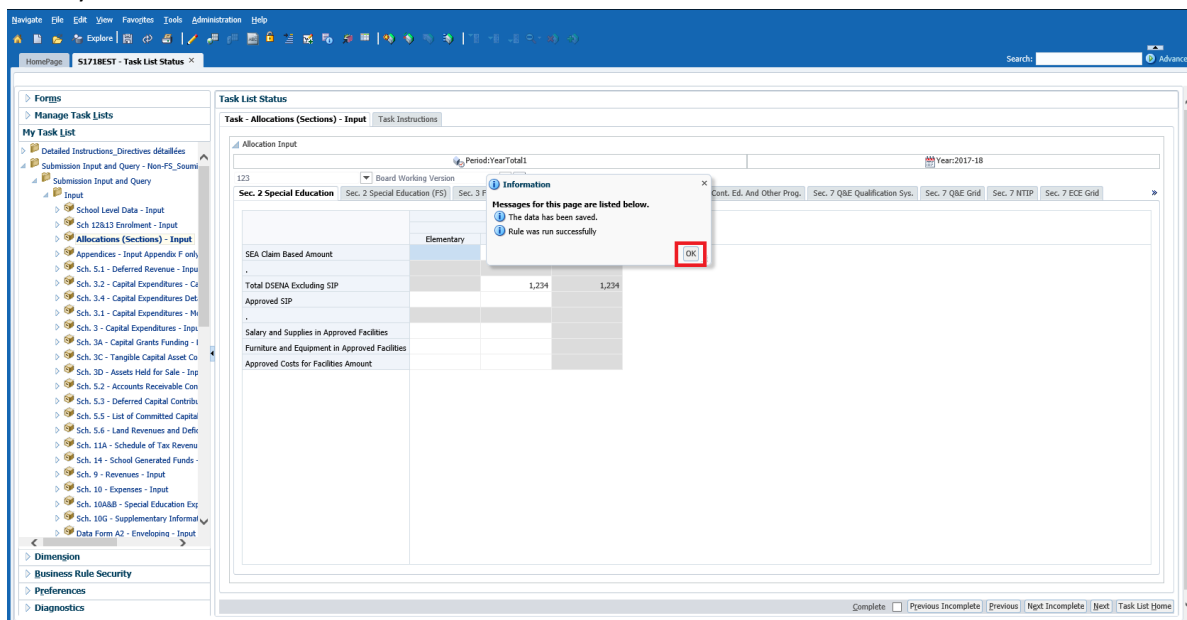 Navigate File Edit View Favorites Tools Administration Help
Explore
HomePage S1718EST - Task List Status ×
Search:
Advance
Forms
Manage Task Lists
My Task List
Detailed Instructions_Directives détaillées
Submission Input and Query - Non-FS_Soumi
Submission Input and Query
Input
School Level Data - Input
Sch 12&13 Enrolment - Input
Allocations (Sections) - Input
Appendices - Input Appendix F only
Sch. 5.1 - Deferred Revenue - Inpu
Sch. 3.2 - Capital Expenditures - Ca
Sch. 3.4 - Capital Expenditures Det
Sch. 3.1 - Capital Expenditures - Mo
Sch. 3 - Capital Expenditures - Inpu
Sch. 3A - Capital Grants Funding - I
Sch. 3C - Tangible Capital Asset Co
Sch. 3D - Assets Held for Sale - Inp
Sch. 5.2 - Accounts Receivable Con
Sch. 5.3 - Deferred Capital Contribu
Sch. 5.5 - List of Committed Capital
Sch. 5.6 - Land Revenues and Defic
Sch. 11A - Schedule of Tax Revenu
Sch. 14 - School Generated Funds -
Sch. 9 - Revenues - Input
Sch. 10 - Expenses - Input
Sch. 10A&B - Special Education Exp
Sch. 10G - Supplementary Informat
Data Form A2 - Enveloping - Input
Dimension
Business Rule Security
Preferences
Diagnostics
Task List Status
Task - Allocations (Sections) - Input Task Instructions
Allocation Input
Period:YearTotal1 Year:2017-18
123 Board Working Version
Sec. 2 Special Education Sec. 2 Special Education (FS) Sec. 3 F Cont. Ed. And Other Prog. Sec. 7 Q&E Qualification Sys. Sec. 7 Q&E Grid Sec. 7 NTIP Sec. 7 ECE Grid »
Elementary
SEA Claim Based Amount
.
Total DSENA Excluding SIP 1,234 1,234
Approved SIP
.
Salary and Supplies in Approved Facilities
Furniture and Equipment in Approved Facilities
Approved Costs for Facilities Amount
Information ×
Messages for this page are listed below.
The data has been saved.
Rule was run successfully
OK
Complete Previous Incomplete Previous Next Incomplete Next Task List Home